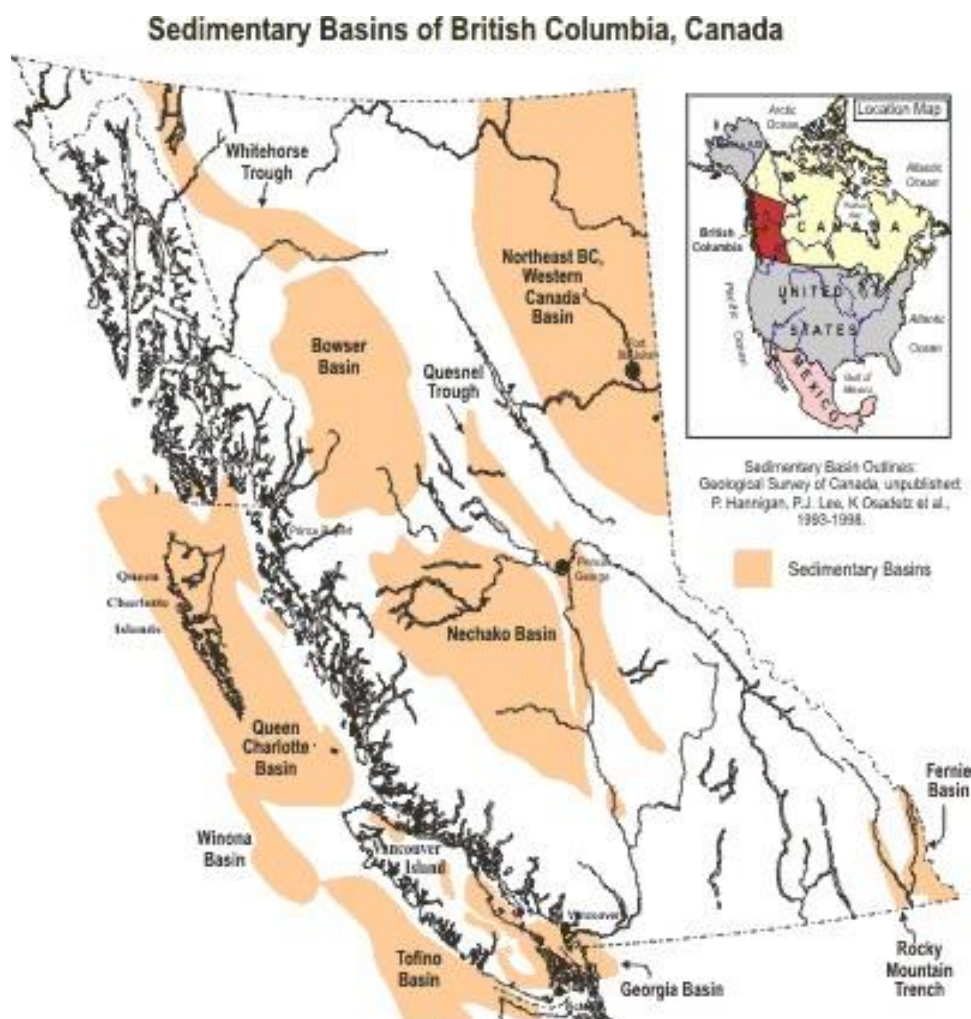 Sedimentary Basins of British Columbia, Canada
Whitehorse
Trough
Northeast BC,
Western
Canada
Basin
Bowser
Basin
Quesnel
Trough
Location Map
Arctic
Ocean
Atlantic
Ocean
British
Columbia
CANADA
UNITED
STATES
Pacific
Ocean
Atlantic
Ocean
Gulf of
Mexico
MEXICO
Sedimentary Basin Outlines:
Geological Survey of Canada, unpublished;
P. Hannigan, P.J. Lee, K Osadetz et al.,
1993-1998.
Sedimentary Basins
Prince
Prince
George
Queen
Charlotte
Islands
Nechako Basin
Queen
Charlotte
Basin
Winona
Basin
Vancouver
Island
Vancouver
Tofino
Basin
Georgia Basin
Fernie
Basin
Rocky
Mountain
Trench